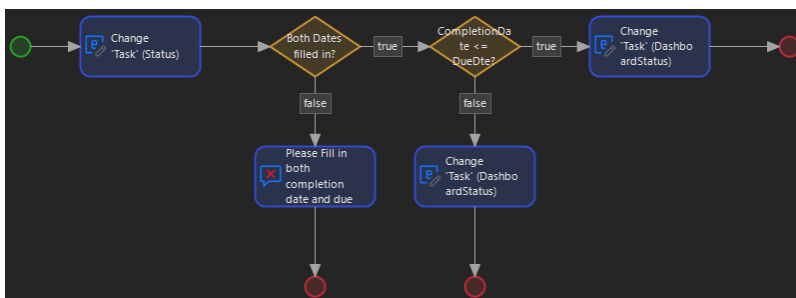 Change
'Task' (Status)
Both Dates
filled in?
true
CompletionDa
te <=
DueDte?
true
Change
'Task' (Dashbo
ardStatus)
false
false
Please Fill in
both
completion
date and due
Change
'Task' (Dashbo
ardStatus)